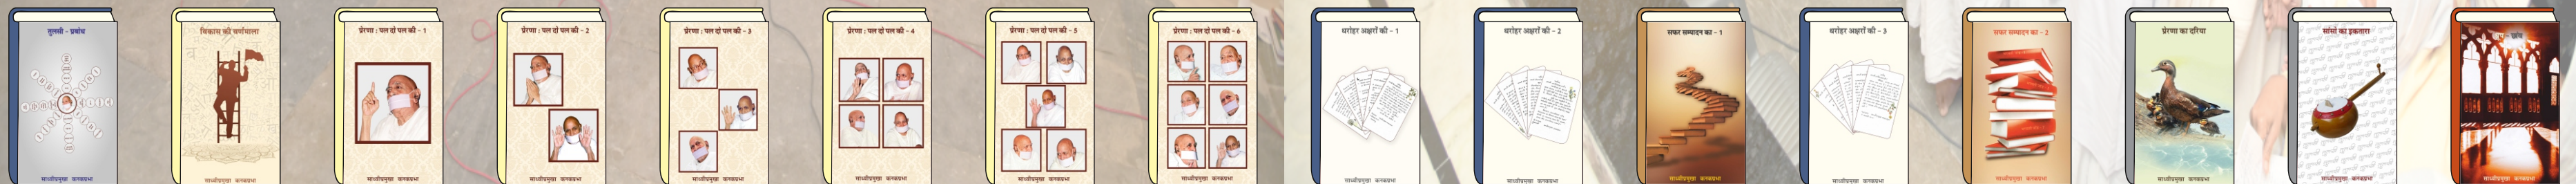 तुलसी - प्रबोध
साध्वीप्रमुखा कनकप्रभा
विकास की वर्णमाला
साध्वीप्रमुखा कनकप्रभा
प्रेरणा : पल दो पल की - 1
साध्वीप्रमुखा कनकप्रभा
प्रेरणा : पल दो पल की - 2
साध्वीप्रमुखा कनकप्रभा
प्रेरणा : पल दो पल की - 3
साध्वीप्रमुखा कनकप्रभा
प्रेरणा : पल दो पल की - 4
साध्वीप्रमुखा कनकप्रभा
प्रेरणा : पल दो पल की - 5
साध्वीप्रमुखा कनकप्रभा
प्रेरणा : पल दो पल की - 6
साध्वीप्रमुखा कनकप्रभा
धरोहर अक्षरों की - 1
साध्वीप्रमुखा कनकप्रभा
धरोहर अक्षरों की - 2
साध्वीप्रमुखा कनकप्रभा
सफर सम्पादन का - 1
साध्वीप्रमुखा कनकप्रभा
धरोहर अक्षरों की - 3
साध्वीप्रमुखा कनकप्रभा
सफर सम्पादन का - 2
साध्वीप्रमुखा कनकप्रभा
प्रेरणा का दरिया
साध्वीप्रमुखा कनकप्रभा
सांसों का इकतारा
साध्वीप्रमुखा कनकप्रभा
साध्वीप्रमुखा कनकप्रभा